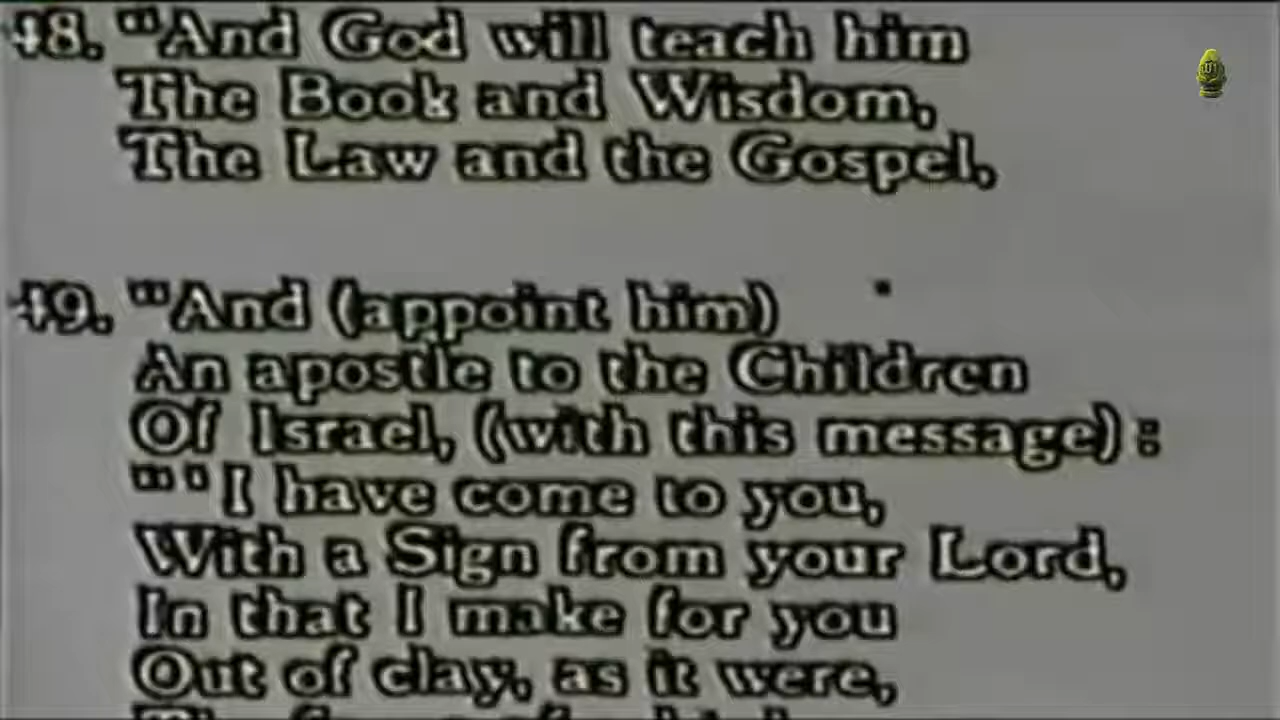 48. "And God will teach him
The Book and Wisdom,
The Law and the Gospel,
49. "And (appoint him)
An apostle to the Children
Of Israel, (with this message):
"'I have come to you,
With a Sign from your Lord,
In that I make for you
Out of clay, as it were,